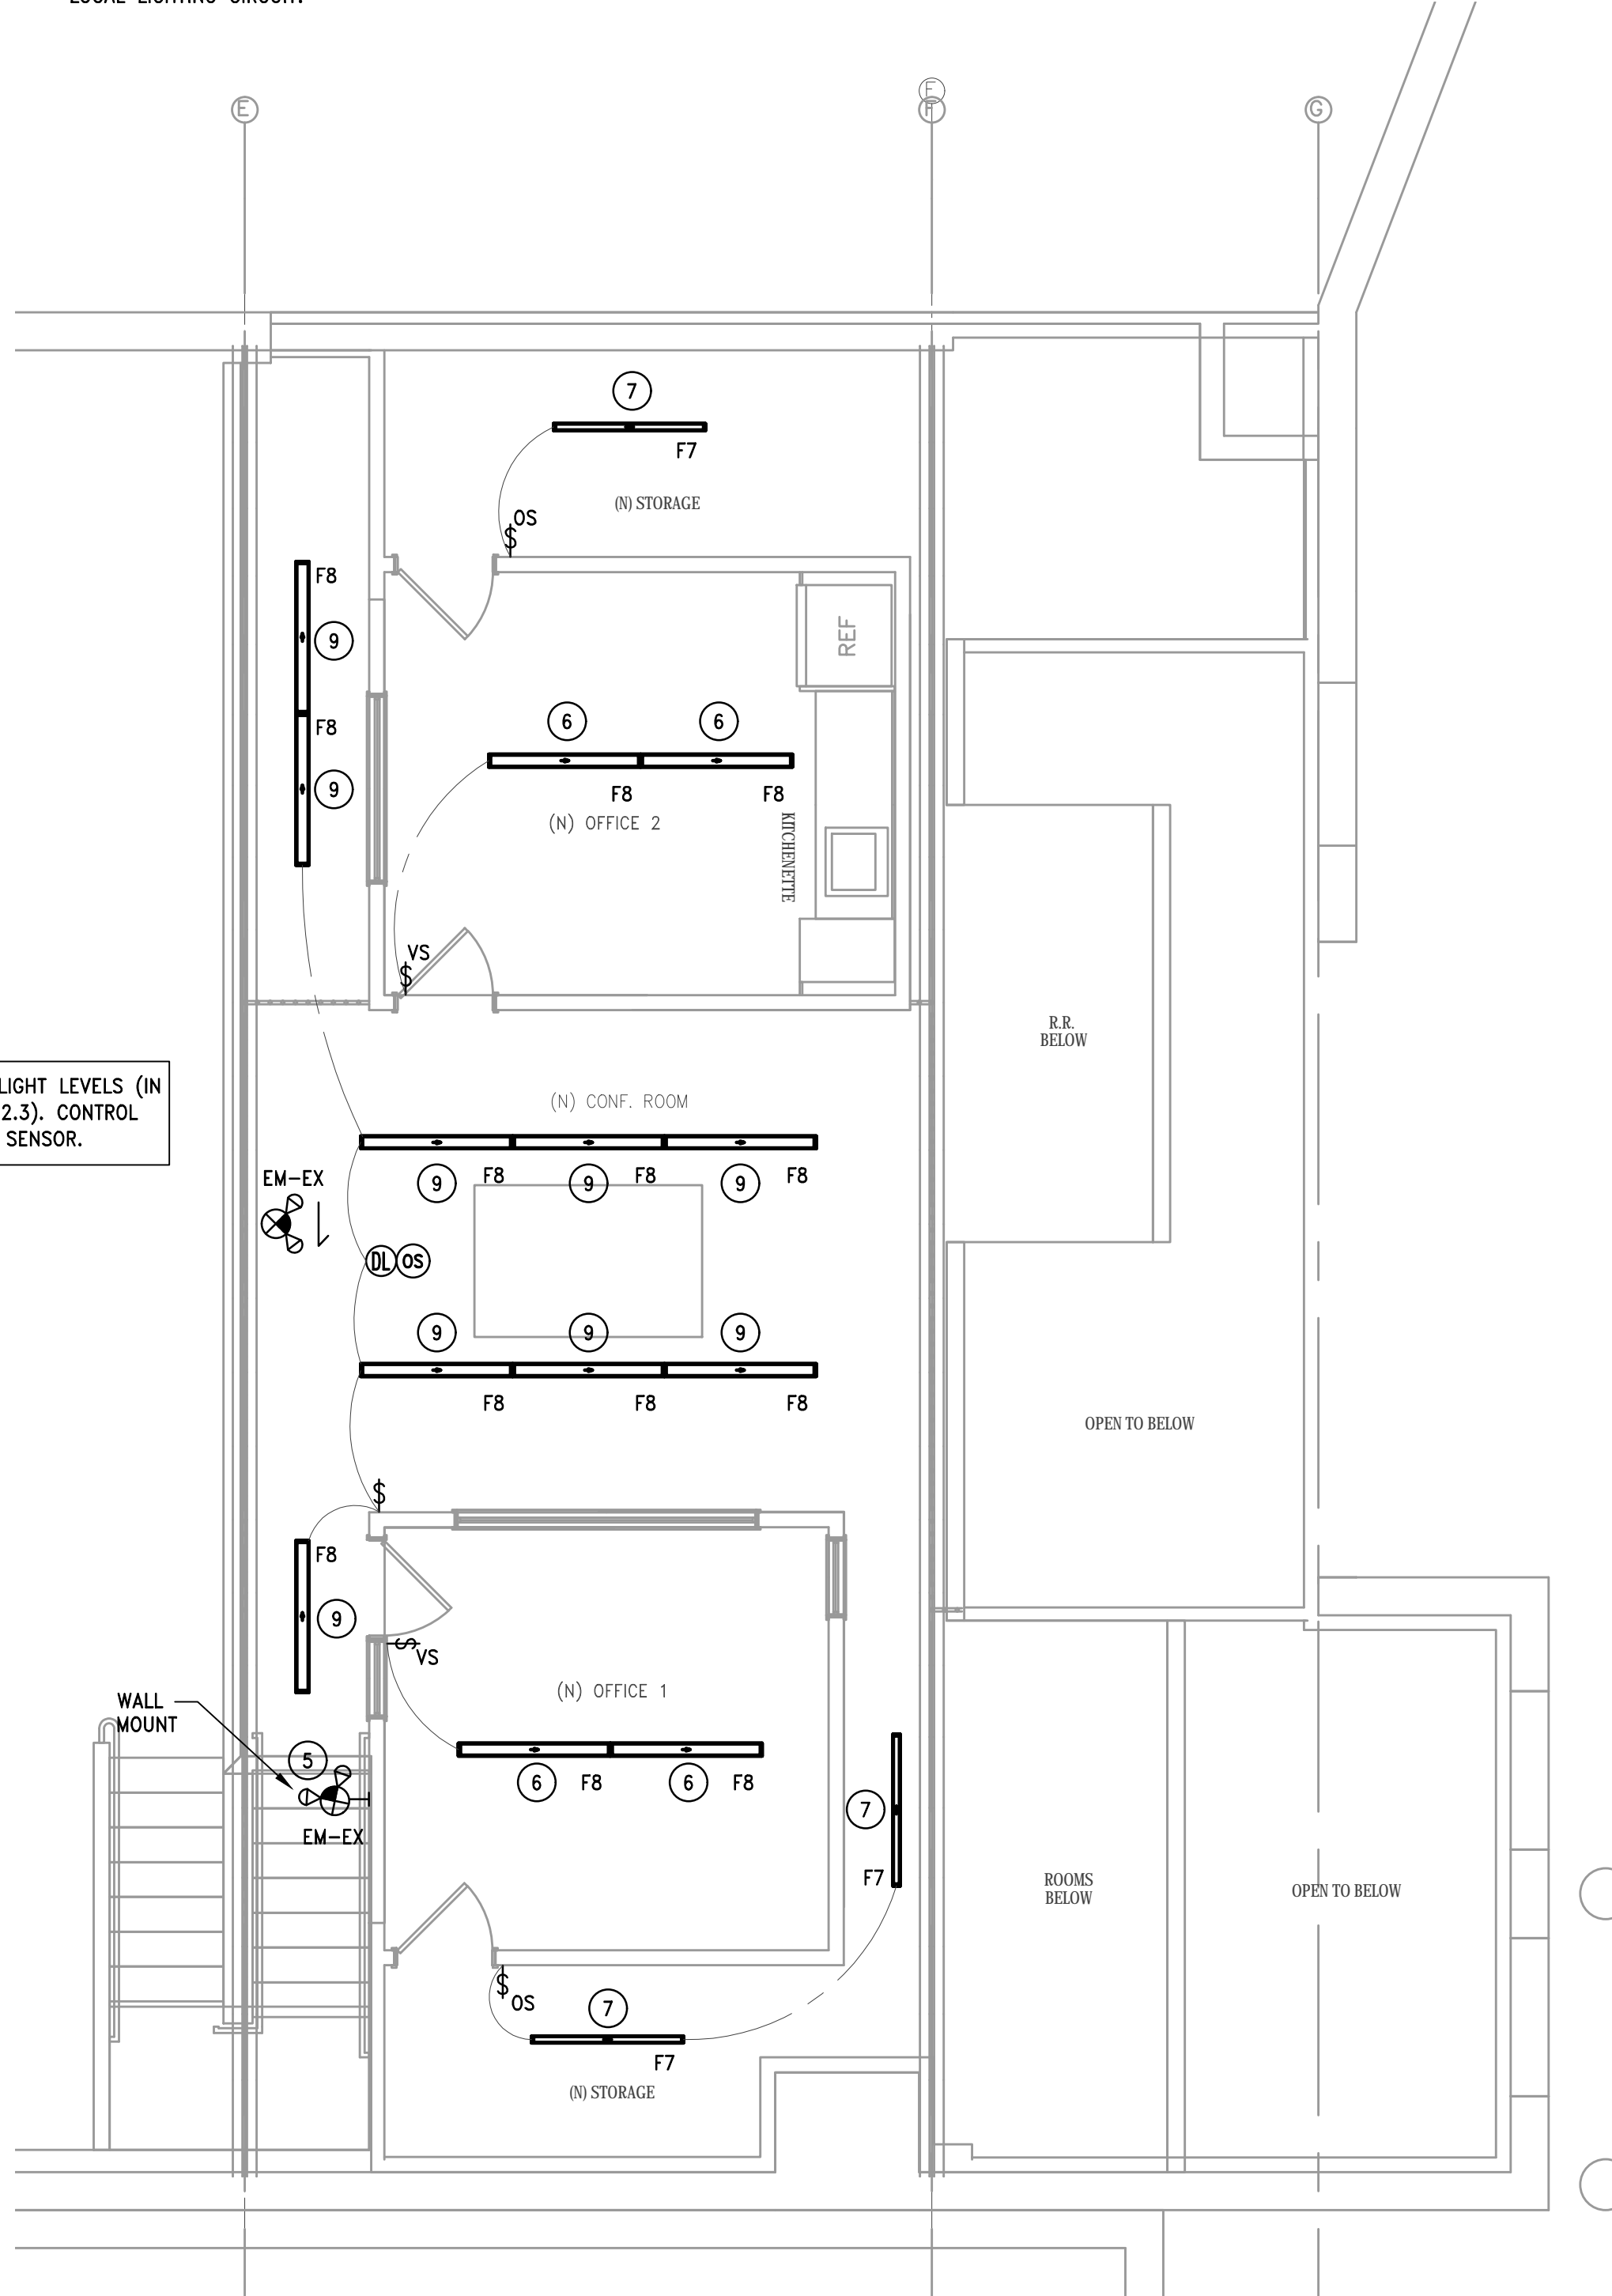 LOCAL LIGHTING CIRCUIT.
E
F
F
G
7
F7
(N) STORAGE
OS
$
F8
9
REF
6
6
F8
9
F8
F8
(N) OFFICE 2
KITCHENETTE
VS
$
R.R.
BELOW
LIGHT LEVELS (IN
2.3). CONTROL
SENSOR.
(N) CONF. ROOM
EM-EX
9
F8
9
F8
9
F8
DL
OS
9
9
9
F8
F8
F8
OPEN TO BELOW
$
F8
9
$
VS
(N) OFFICE 1
WALL
MOUNT
5
6
F8
6
F8
7
EM-EX
F7
ROOMS
BELOW
OPEN TO BELOW
$
OS
7
F7
(N) STORAGE